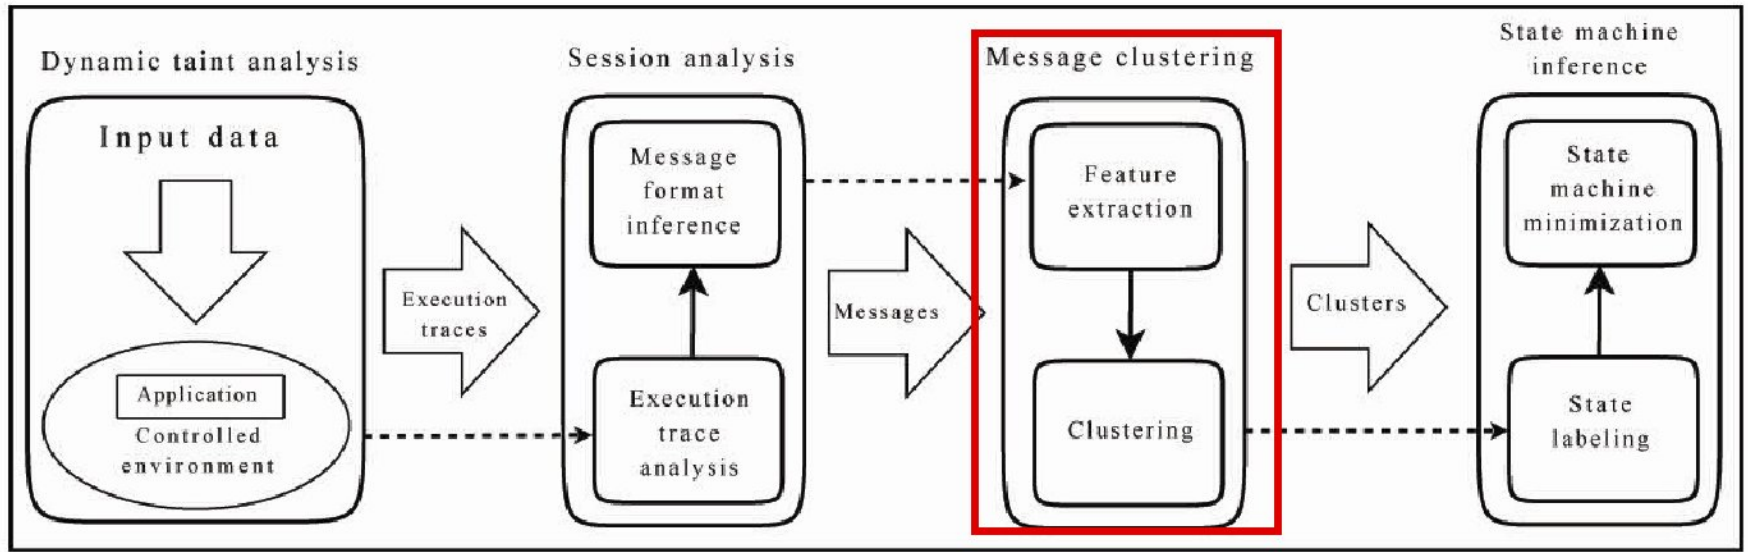 Dynamic taint analysis
Input data
Application
Controlled
environment
Execution
traces
Session analysis
Message
format
inference
Execution
trace
analysis
Messages
Message clustering
Feature
extraction
Clustering
Clusters
State machine
inference
State
machine
minimization
State
labeling